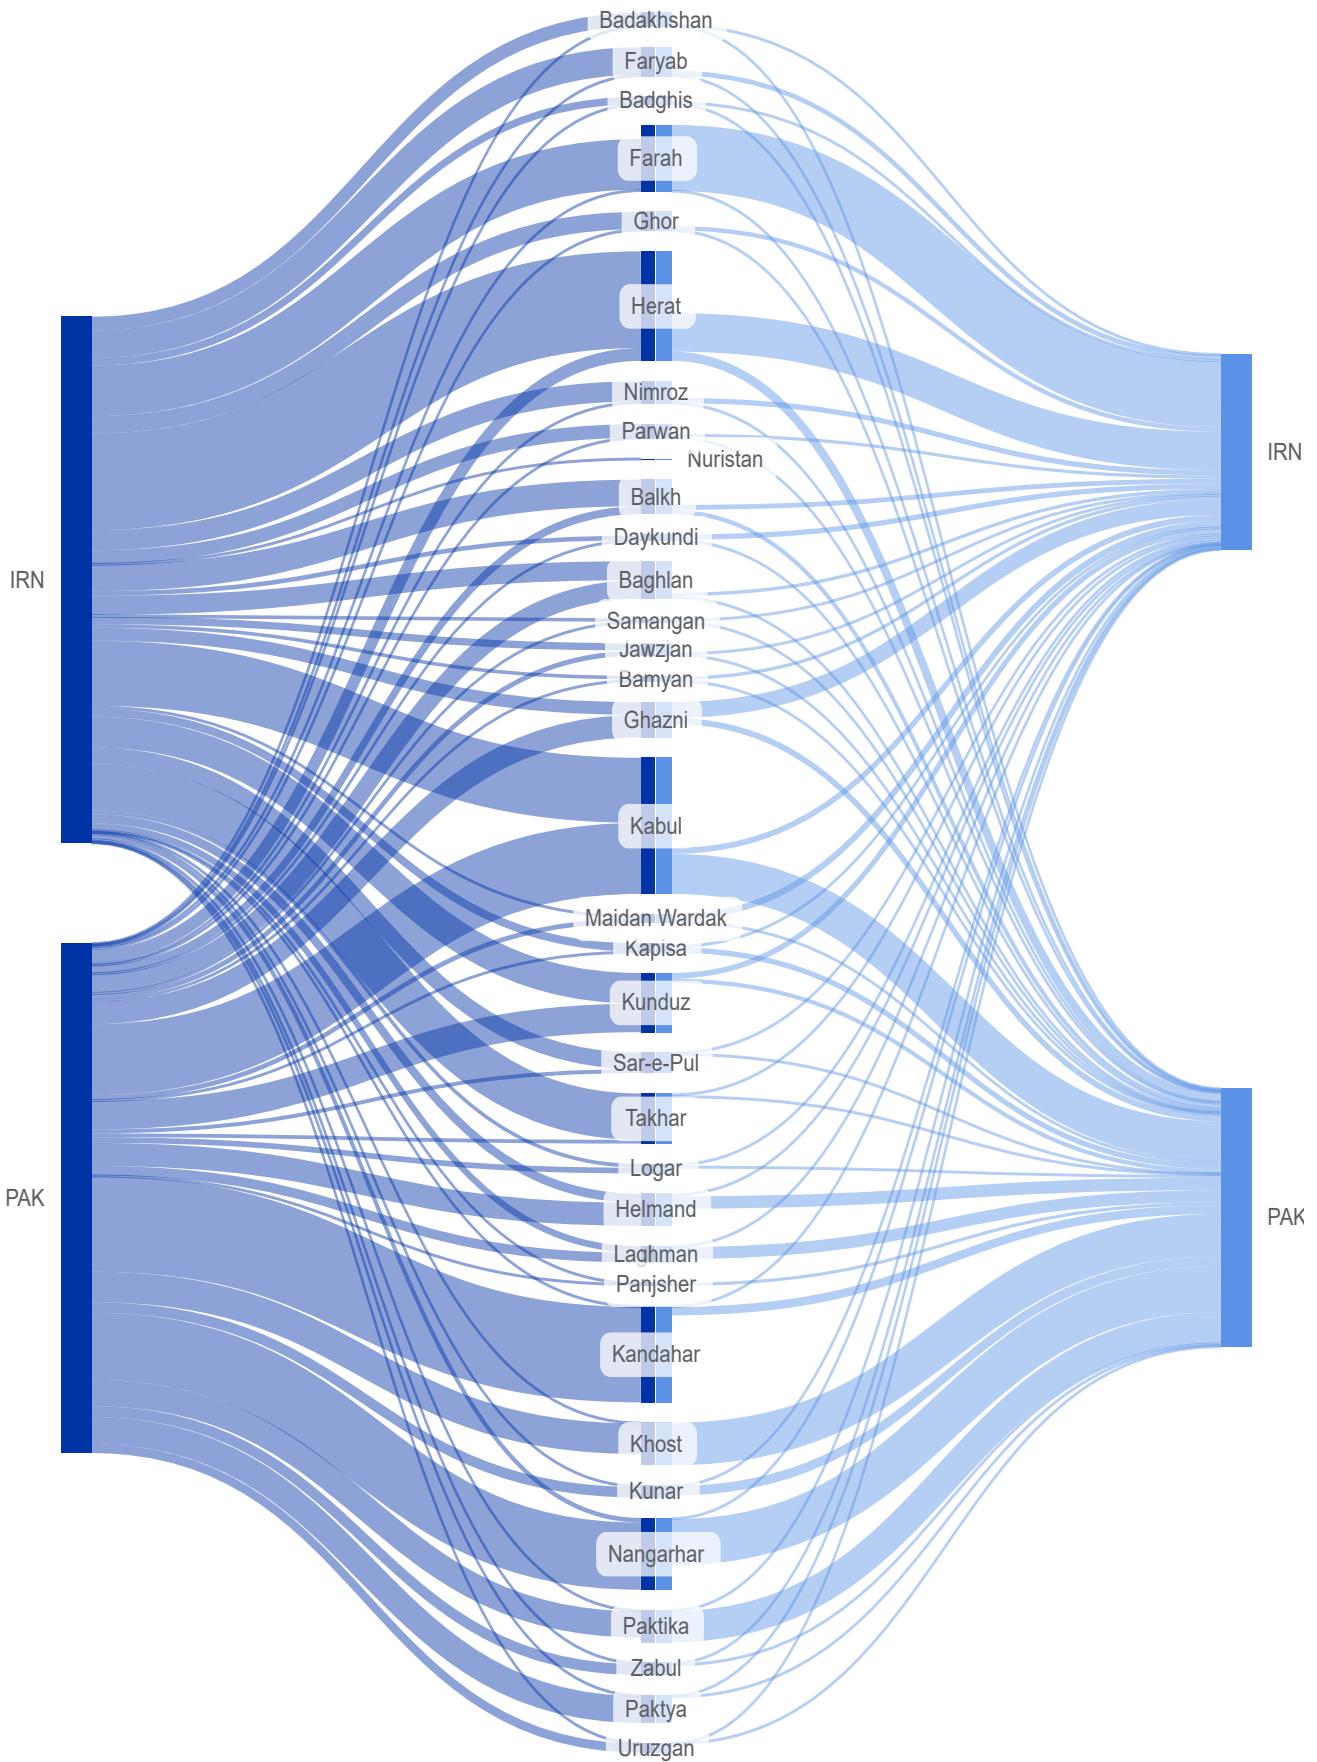 Badakhshan
Faryab
Badghis
Farah
Ghor
Herat
Nimroz
Parwan
Nuristan
Balkh
Daykundi
Baghlan
Samangan
Jawzjan
Bamyan
Ghazni
Kabul
Maidan Wardak
Kapisa
Kunduz
Sar-e-Pul
Takhar
Logar
Helmand
Laghman
Panjsher
Kandahar
Khost
Kunar
Nangarhar
Paktika
Zabul
Paktya
Uruzgan
IRN
PAK
IRN
PAK